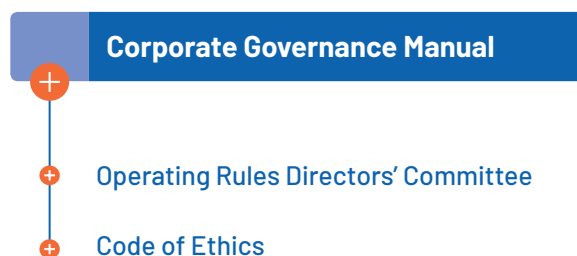 Corporate Governance Manual
Operating Rules Directors’ Committee
Code of Ethics